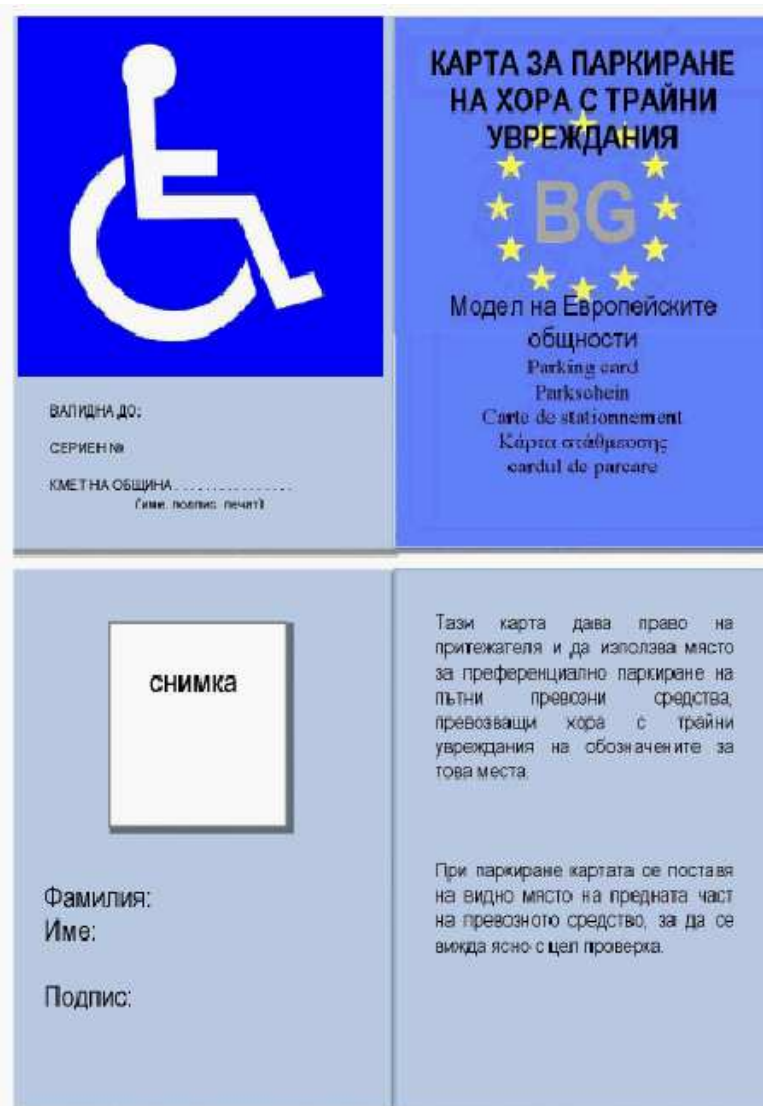 КАРТА ЗА ПАРКИРАНЕ
НА ХОРА С ТРАЙНИ
УВРЕЖДАНИЯ
BG
Модел на Европейските
общности
Parking card
Parkschein
Carte de stationnement
Κάρτα στάθμευσης
cardul de parcare
ВАЛИДНА ДО:
СЕРИЕН №
КМЕТ НА ОБЩИНА . . . . . . . . . . . . . . . . .
(име, подпис, печат)
снимка
Фамилия:
Име:
Подпис:
Тази карта дава право на
притежателя и да използва място
за преференциално паркиране на
пътни превозни средства,
превозващи хора с трайни
увреждания на обозначените за
това места.
При паркиране картата се поставя
на видно място на предната част
на превозното средство, за да се
вижда ясно с цел проверка.